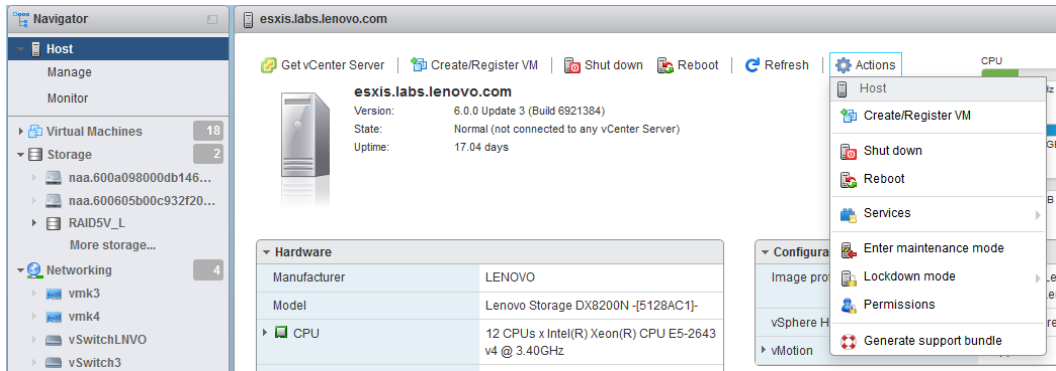 Navigator
Host
Manage
Monitor
Virtual Machines 18
Storage 2
naa.600a098000db146...
naa.600605b00c932f20...
RAID5V_L
More storage...
Networking 4
vmk3
vmk4
vSwitchLNVO
vSwitch3
esxis.labs.lenovo.com
Get vCenter Server Create/Register VM Shut down Reboot Refresh Actions
CPU
esxis.labs.lenovo.com
Version: 6.0.0 Update 3 (Build 6921384)
State: Normal (not connected to any vCenter Server)
Uptime: 17.04 days
Host
Create/Register VM
Shut down
Reboot
Services
Enter maintenance mode
Lockdown mode
Permissions
Generate support bundle
Hardware
Manufacturer LENOVO
Model Lenovo Storage DX8200N -[5128AC1]-
CPU 12 CPUs x Intel(R) Xeon(R) CPU E5-2643
v4 @ 3.40GHz
Configura
Image pro
vSphere H
vMotion